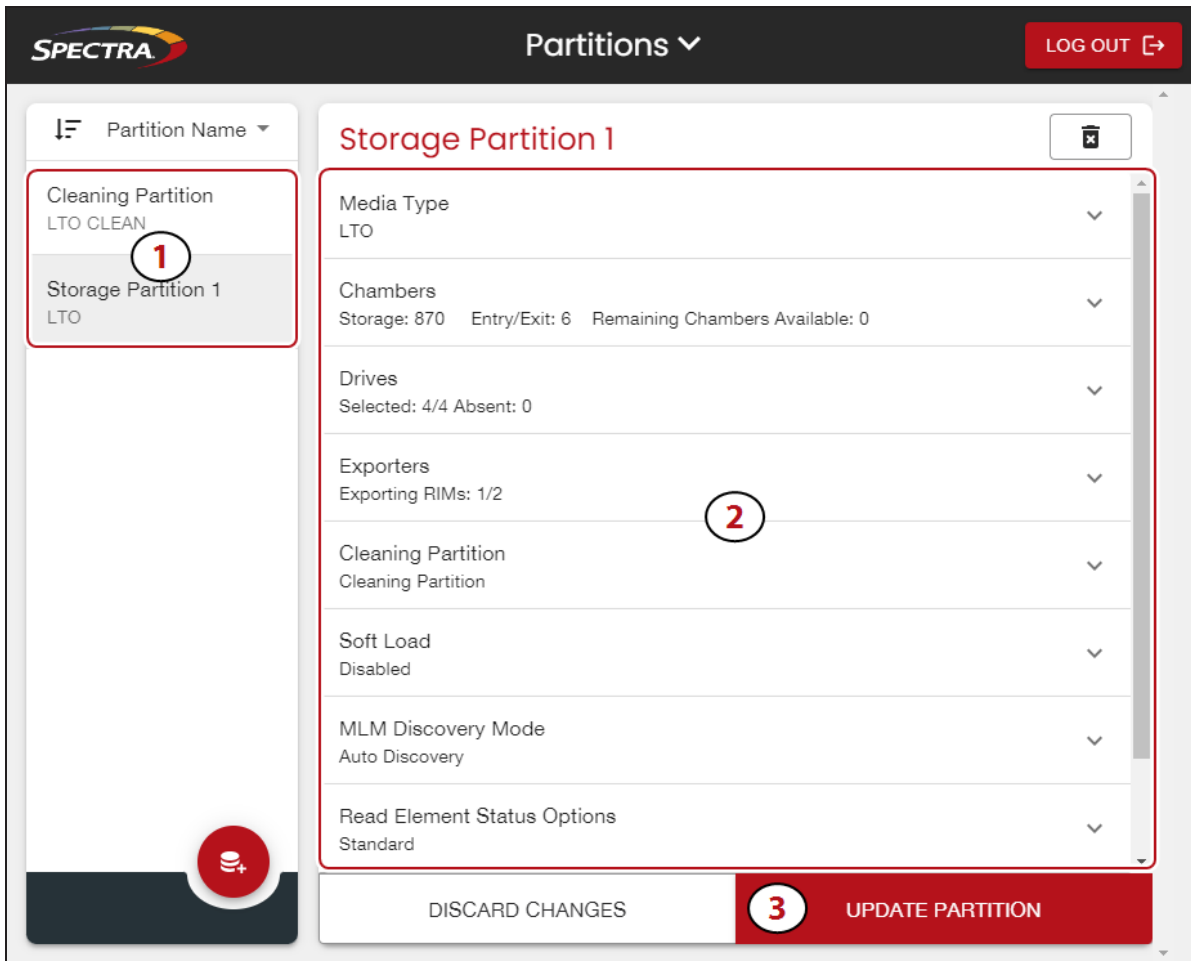 SPECTRA
Partitions
LOG OUT
Partition Name
Cleaning Partition
LTO CLEAN
1
Storage Partition 1
LTO
Storage Partition 1
Media Type
LTO
Chambers
Storage: 870 Entry/Exit: 6 Remaining Chambers Available: 0
Drives
Selected: 4/4 Absent: 0
Exporters
Exporting RIMs: 1/2
2
Cleaning Partition
Cleaning Partition
Soft Load
Disabled
MLM Discovery Mode
Auto Discovery
Read Element Status Options
Standard
DISCARD CHANGES
3
UPDATE PARTITION